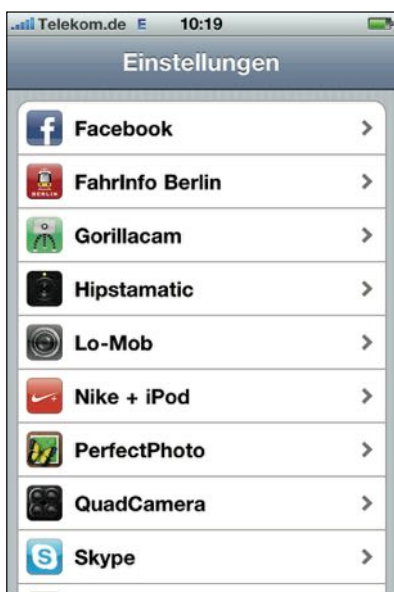 Telekom.de E 10:19
Einstellungen
Facebook
FahrInfo Berlin
Gorillacam
Hipstamatic
Lo-Mob
Nike + iPod
PerfectPhoto
QuadCamera
Skype